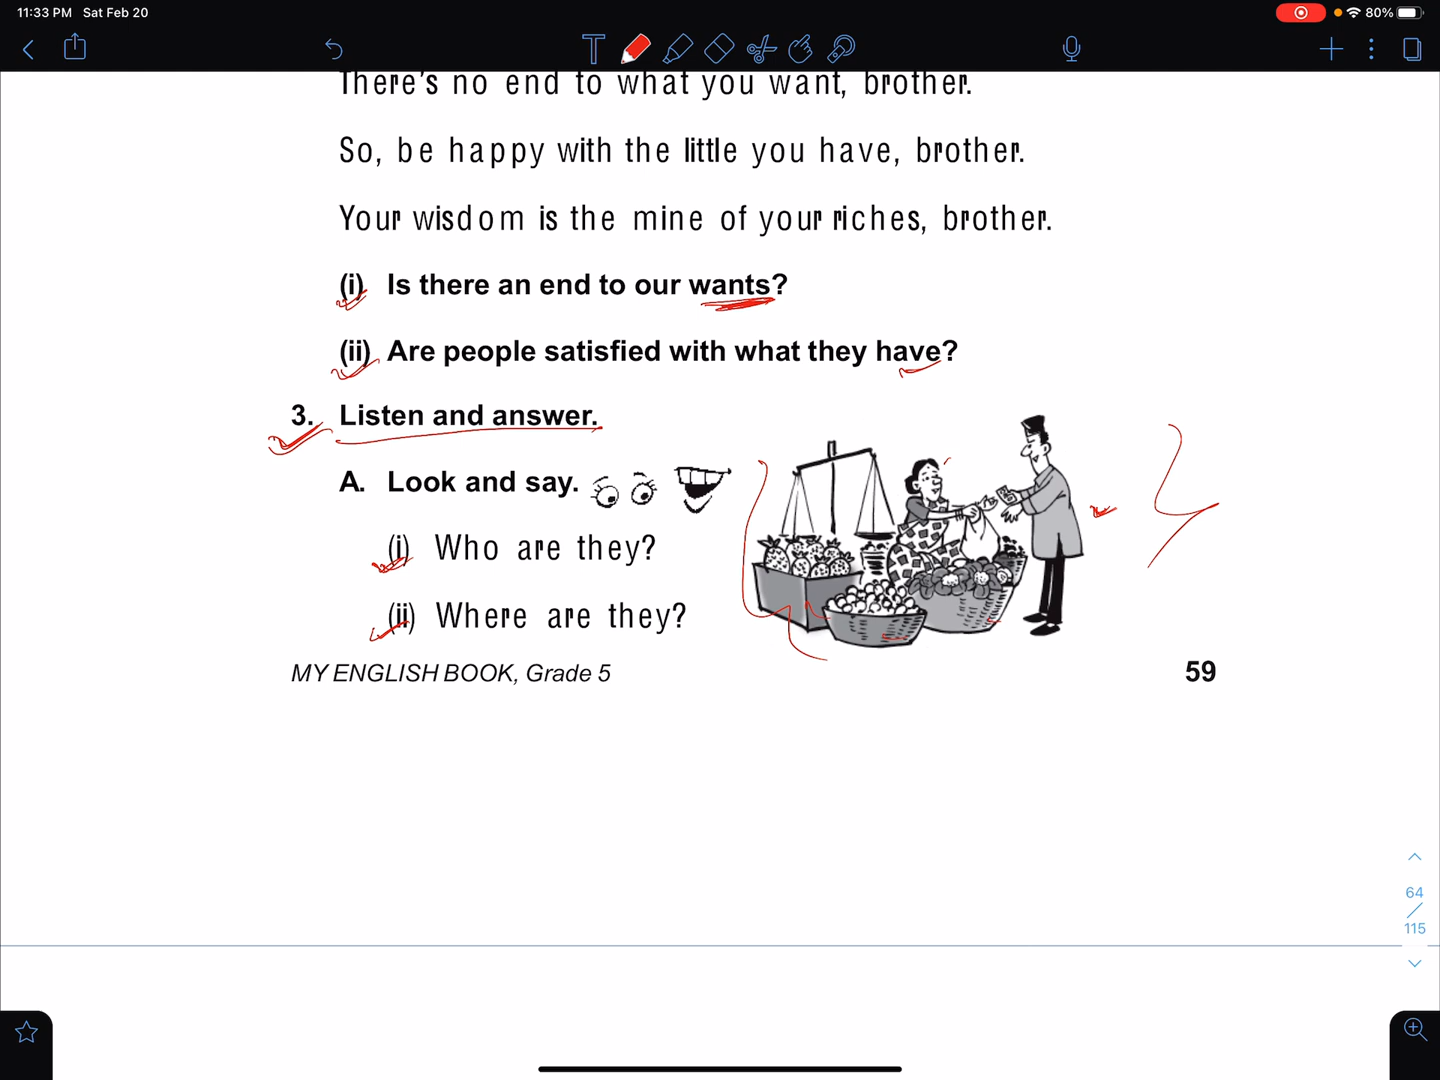 11:33 PM Sat Feb 20
80%
There's no end to what you want, brother.
So, be happy with the little you have, brother.
Your wisdom is the mine of your riches, brother.
(i) Is there an end to our wants?
(ii) Are people satisfied with what they have?
3. Listen and answer.
A. Look and say.
(i) Who are they?
(ii) Where are they?
MY ENGLISH BOOK, Grade 5
59
64
115